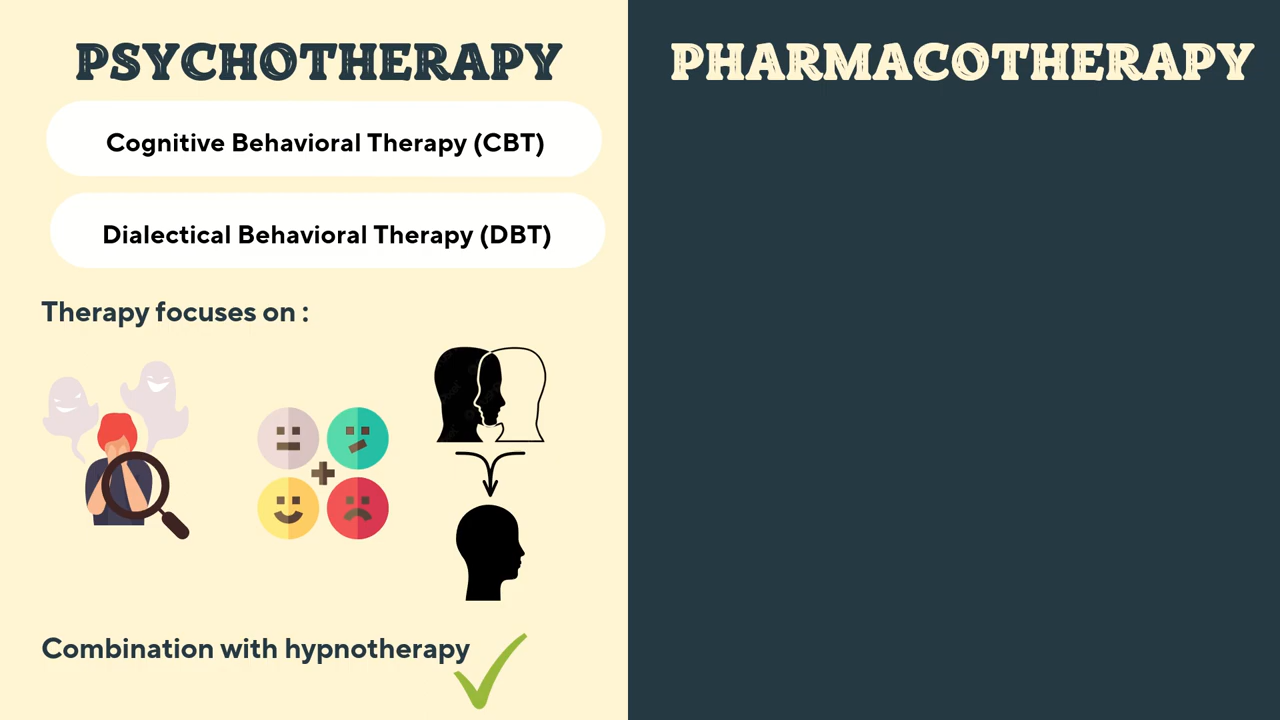 PSYCHOTHERAPY
Cognitive Behavioral Therapy (CBT)
Dialectical Behavioral Therapy (DBT)
Therapy focuses on :
Combination with hypnotherapy
PHARMACOTHERAPY